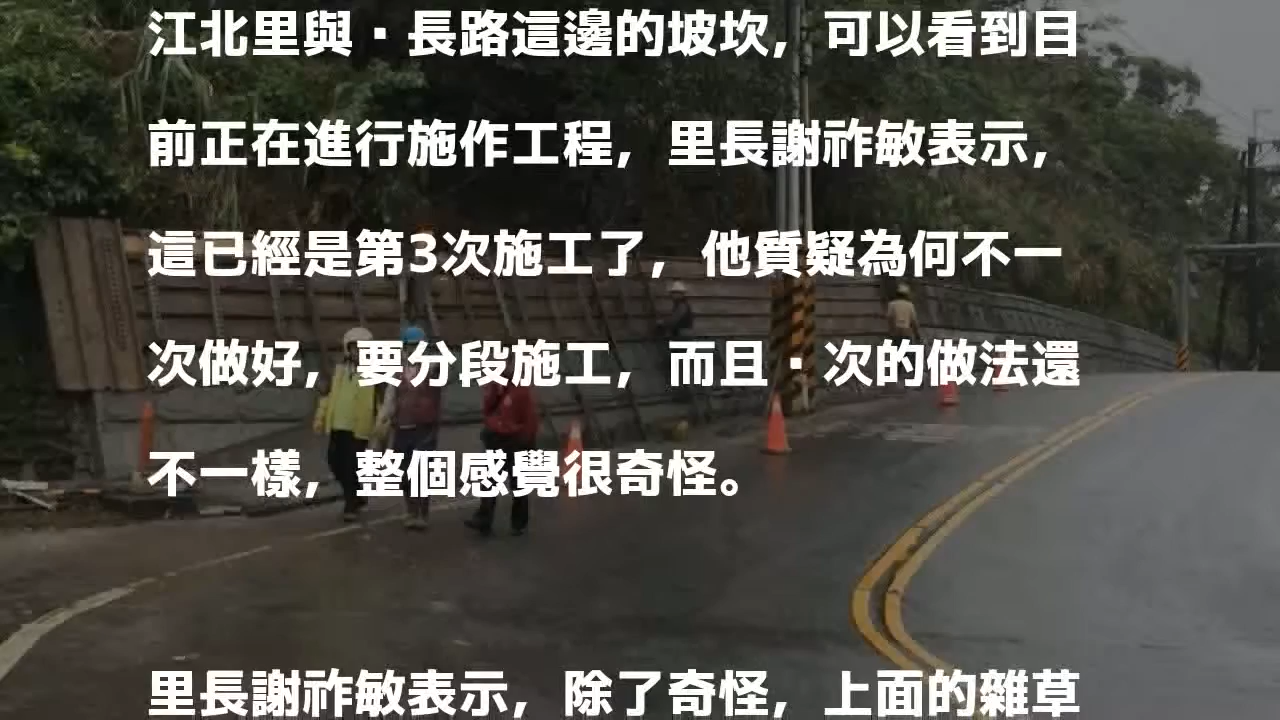 江北里與▪長路這邊的坡坎，可以看到目
前正在進行施作工程，里長謝祚敏表示，
這已經是第3次施工了，他質疑為何不一
次做好，要分段施工，而且▪次的做法還
不一樣，整個感覺很奇怪。
里長謝祚敏表示，除了奇怪，上面的雜草